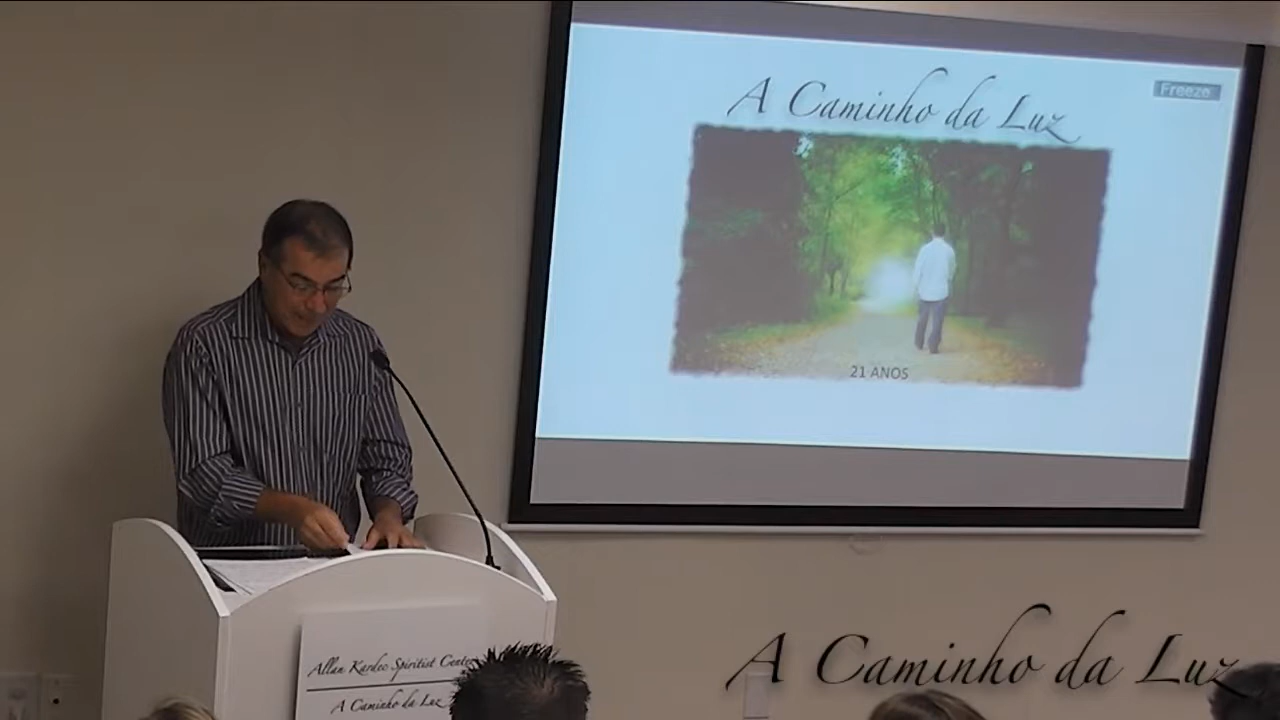 A Caminho da Luz
Freeze
21 ANOS
Allan Kardec Spiritist Center
A Caminho da Luz
A Caminho da Luz